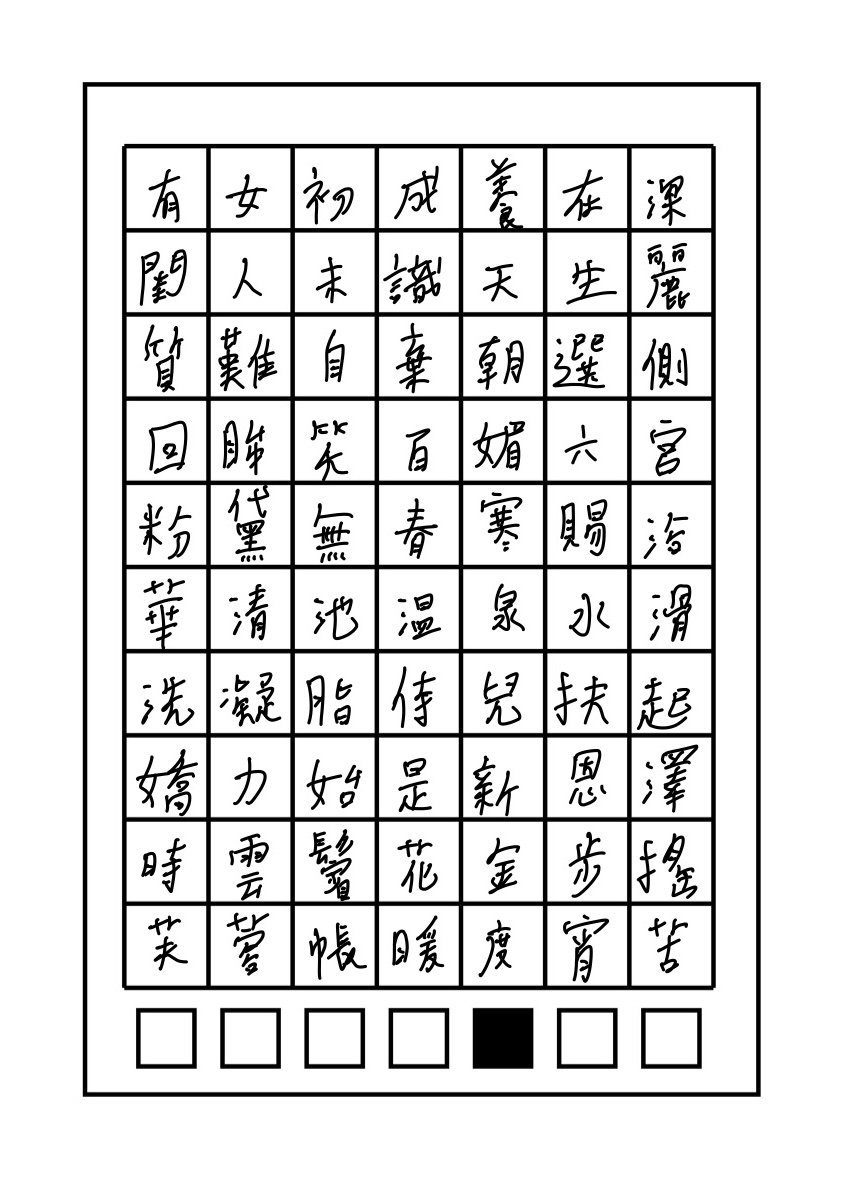 有女初成養在深
閨人未識天生麗
質難自棄朝選側
回眸笑百媚六宮
粉黛無春寒賜浴
華清池温泉水滑
洗凝脂侍兒扶起
嬌力始是新恩澤
時雲鬢花金步搖
芙蓉帳暖度宵苦